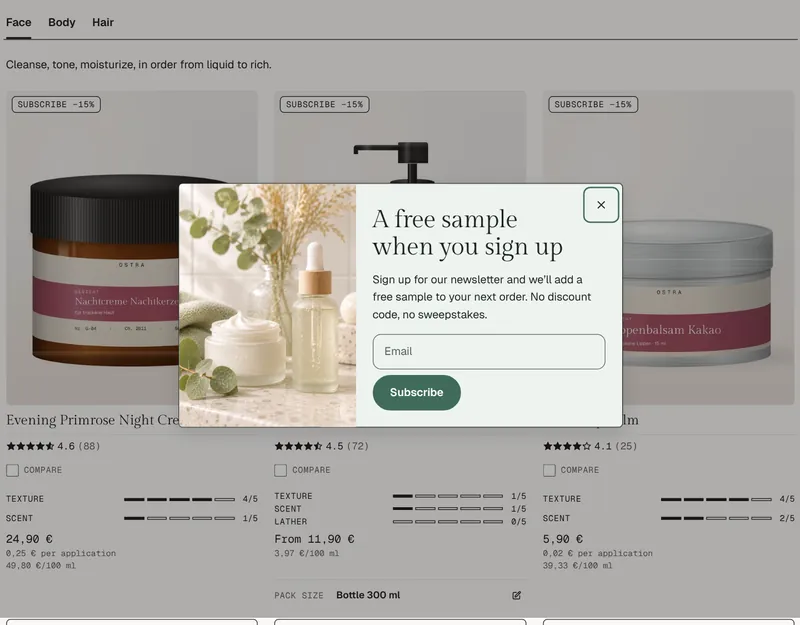 Face Body Hair
Cleanse, tone, moisturize, in order from liquid to rich.
SUBSCRIBE −15%
SUBSCRIBE −15%
SUBSCRIBE −15%
OSTRA
Nachtcreme Nachtkerze
OSTRA
openbalsam Kakao
A free sample
when you sign up
Sign up for our newsletter and we’ll add a
free sample to your next order. No discount
code, no sweepstakes.
Email
Subscribe
Evening Primrose Night Cre
lm
4.6 (88)
4.5 (72)
4.1 (25)
COMPARE
COMPARE
COMPARE
TEXTURE 4/5
SCENT 1/5
24,90 €
0,25 € per application
49,80 €/100 ml
TEXTURE 1/5
SCENT 1/5
LATHER 0/5
From 11,90 €
3,97 €/100 ml
PACK SIZE Bottle 300 ml
TEXTURE 4/5
SCENT 2/5
5,90 €
0,02 € per application
39,33 €/100 ml